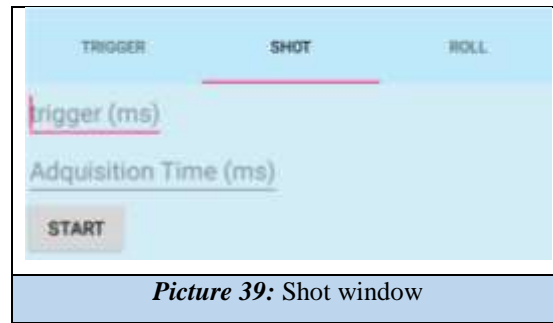 TRIGGER SHOT ROLL
trigger (ms)
Adquisition Time (ms)
START
Picture 39: Shot window